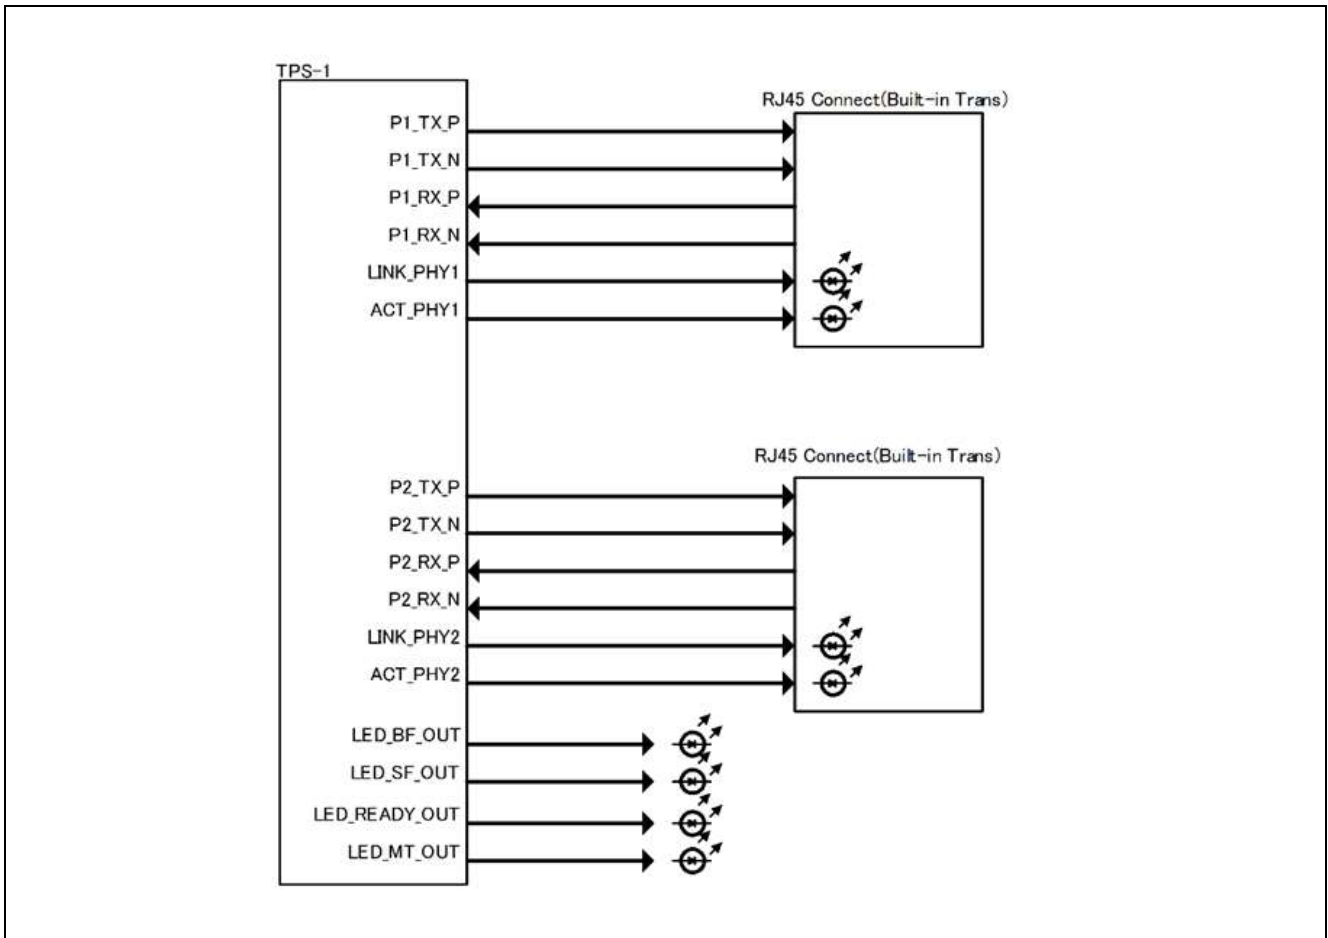 TPS-1
RJ45 Connect(Built-in Trans)
P1_TX_P
P1_TX_N
P1_RX_P
P1_RX_N
LINK_PHY1
ACT_PHY1
RJ45 Connect(Built-in Trans)
P2_TX_P
P2_TX_N
P2_RX_P
P2_RX_N
LINK_PHY2
ACT_PHY2
LED_BF_OUT
LED_SF_OUT
LED_READY_OUT
LED_MT_OUT